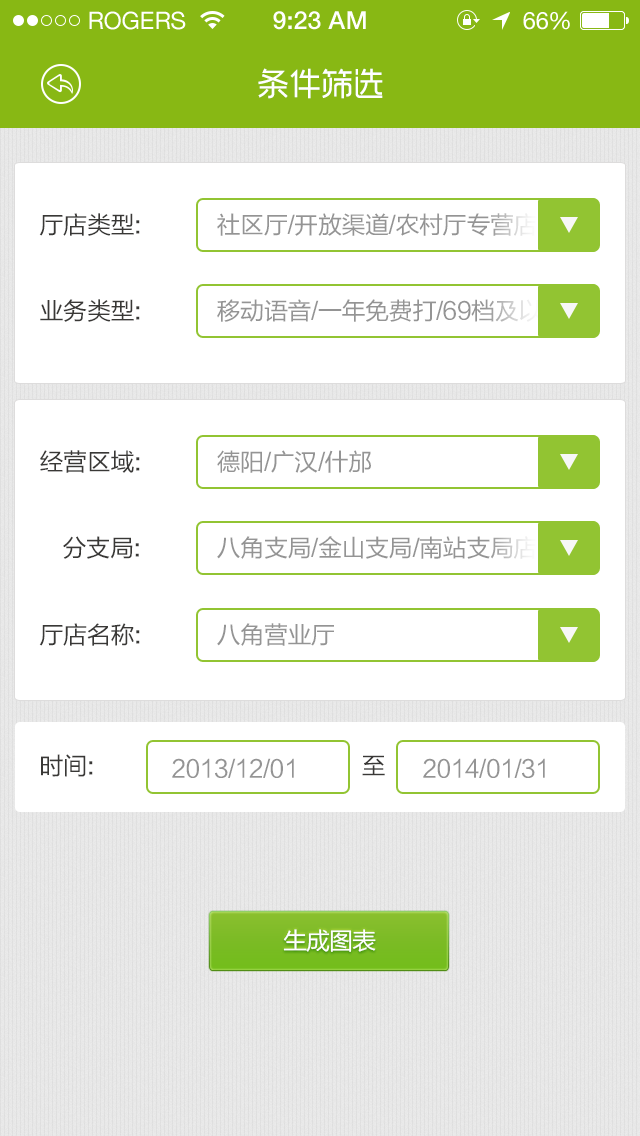 ROGERS 9:23 AM 66%
条件筛选
厅店类型: 社区厅/开放渠道/农村厅专营店
业务类型: 移动语音/一年免费打/69档及以
经营区域: 德阳/广汉/什邡
分支局: 八角支局/金山支局/南站支局店
厅店名称: 八角营业厅
时间: 2013/12/01 至 2014/01/31
生成图表